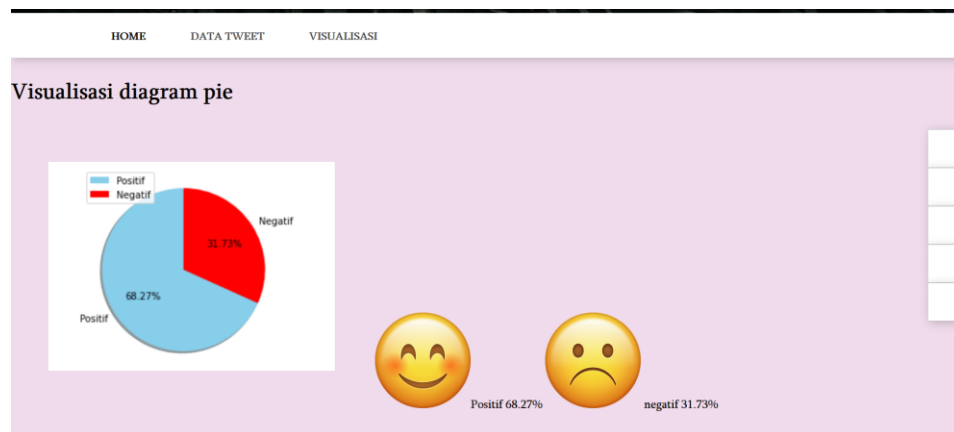 HOME DATA TWEET VISUALISASI
Visualisasi diagram pie
Positif
Negatif
Negatif
31.73%
68.27%
Positif
Positif 68.27% negatif 31.73%